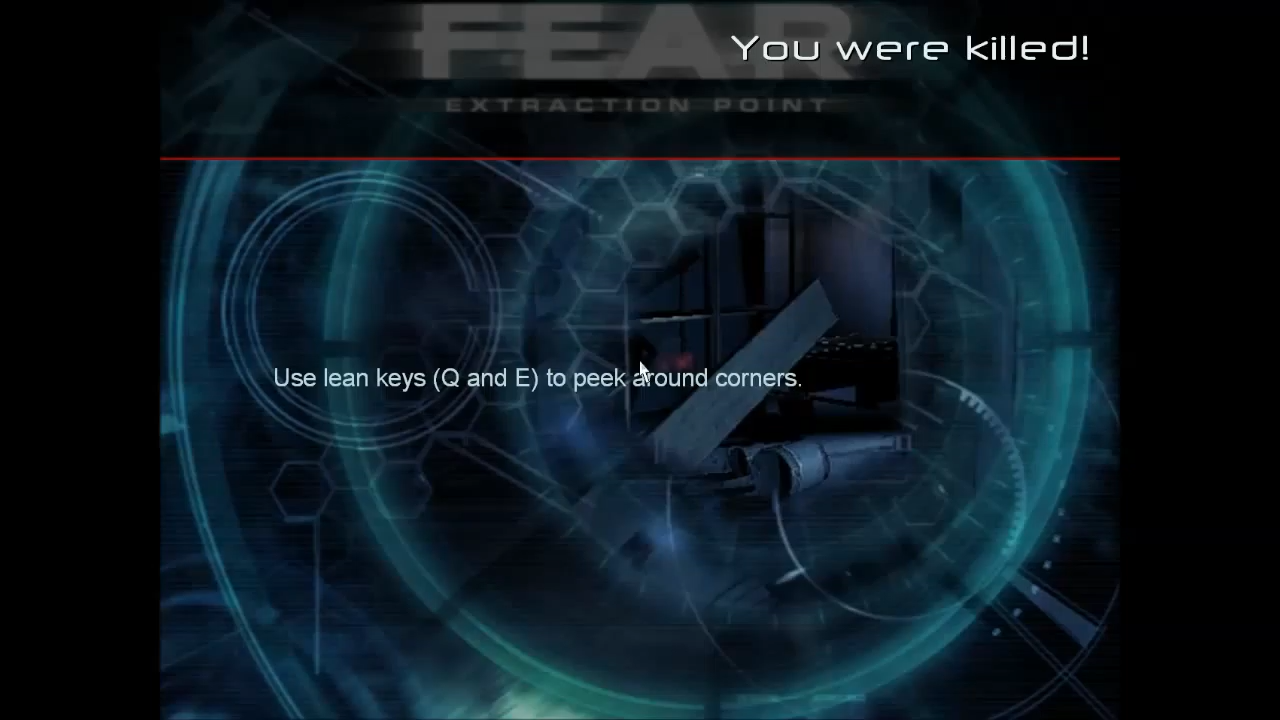 FEAR
You were killed!
EXTRACTION POINT
Use lean keys (Q and E) to peek around corners.